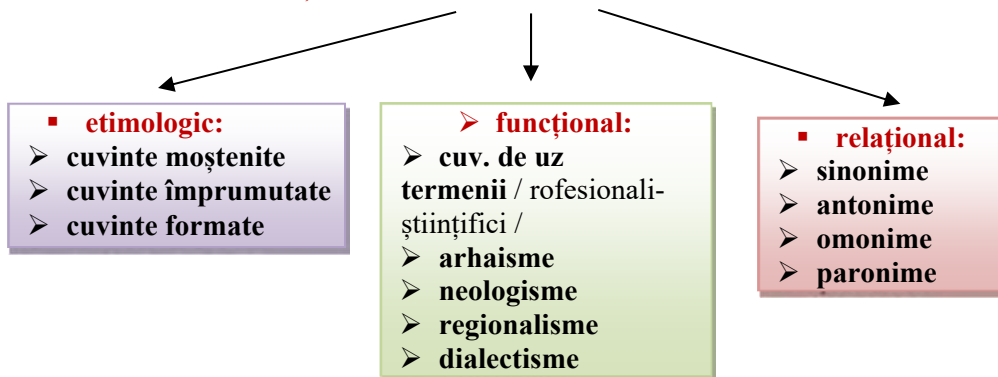 etimologic:
cuvinte moștenite
cuvinte împrumutate
cuvinte formate
funcțional:
cuv. de uz
termenii / rofesionali-
științifici /
arhaisme
neologisme
regionalisme
dialectisme
relațional:
sinonime
antonime
omonime
paronime